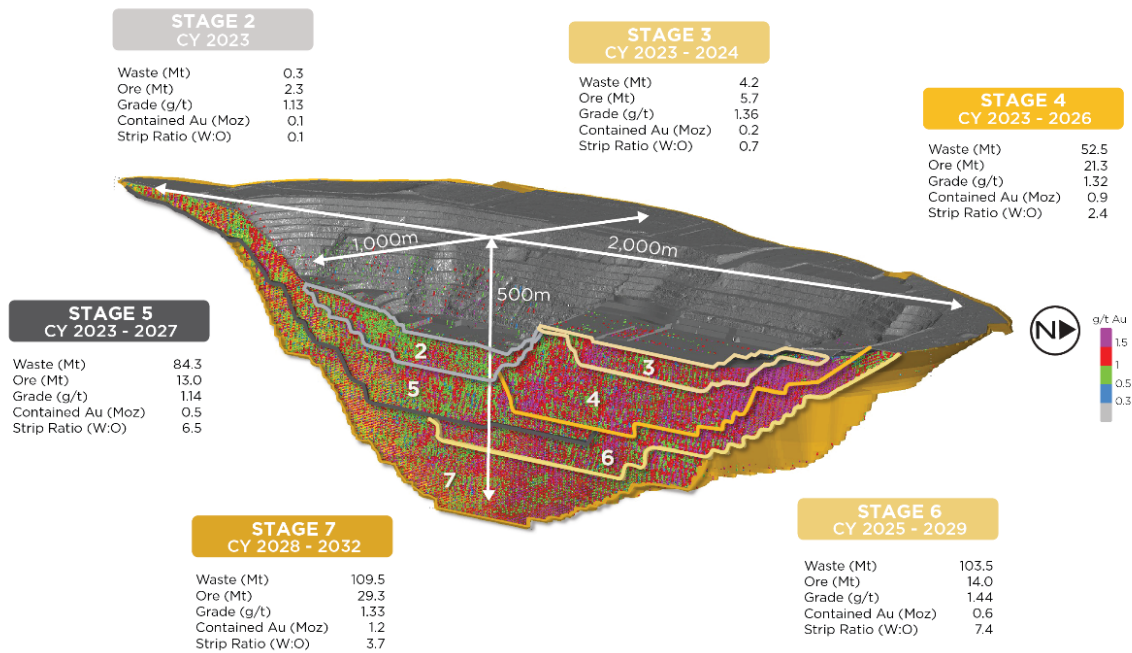 STAGE 2
CY 2023
Waste (Mt) 0.3
Ore (Mt) 2.3
Grade (g/t) 1.13
Contained Au (Moz) 0.1
Strip Ratio (W:O) 0.1
STAGE 3
CY 2023 - 2024
Waste (Mt) 4.2
Ore (Mt) 5.7
Grade (g/t) 1.36
Contained Au (Moz) 0.2
Strip Ratio (W:O) 0.7
STAGE 4
CY 2023 - 2026
Waste (Mt) 52.5
Ore (Mt) 21.3
Grade (g/t) 1.32
Contained Au (Moz) 0.9
Strip Ratio (W:O) 2.4
1,000m
2,000m
500m
STAGE 5
CY 2023 - 2027
Waste (Mt) 84.3
Ore (Mt) 13.0
Grade (g/t) 1.14
Contained Au (Moz) 0.5
Strip Ratio (W:O) 6.5
2
3
5
4
6
7
N
g/t Au
1.5
1
0.5
0.3
STAGE 7
CY 2028 - 2032
Waste (Mt) 109.5
Ore (Mt) 29.3
Grade (g/t) 1.33
Contained Au (Moz) 1.2
Strip Ratio (W:O) 3.7
STAGE 6
CY 2025 - 2029
Waste (Mt) 103.5
Ore (Mt) 14.0
Grade (g/t) 1.44
Contained Au (Moz) 0.6
Strip Ratio (W:O) 7.4